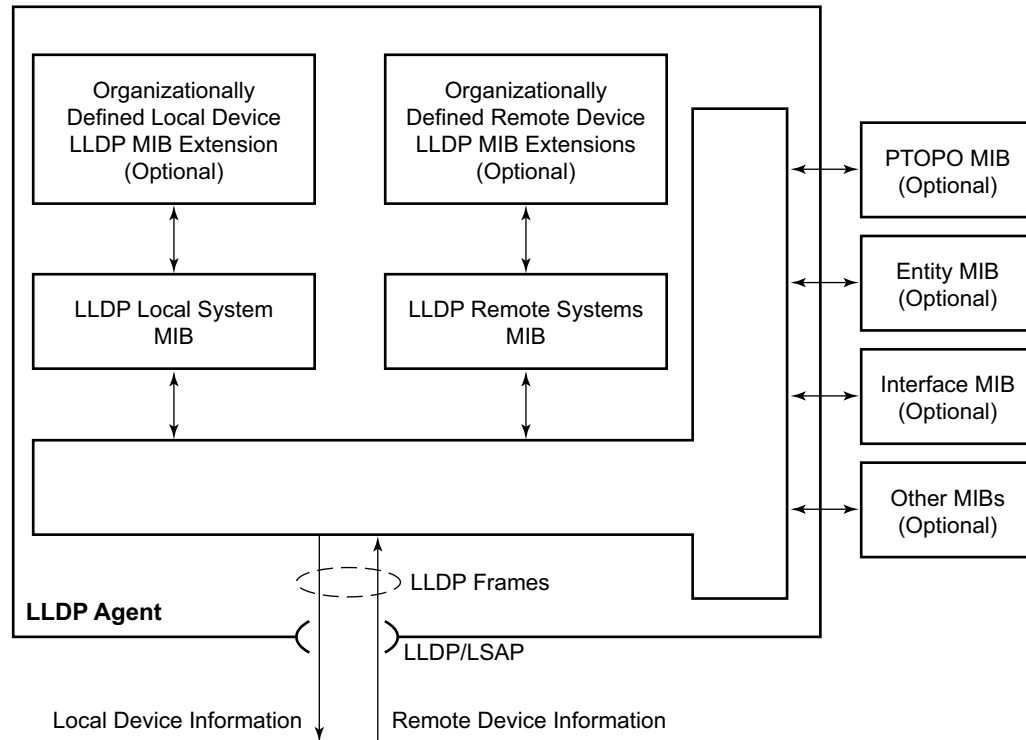 Organizationally
Defined Local Device
LLDP MIB Extension
(Optional)
Organizationally
Defined Remote Device
LLDP MIB Extensions
(Optional)
PTOPO MIB
(Optional)
Entity MIB
(Optional)
LLDP Local System
MIB
LLDP Remote Systems
MIB
Interface MIB
(Optional)
Other MIBs
(Optional)
LLDP Frames
LLDP Agent
LLDP/LSAP
Local Device Information
Remote Device Information